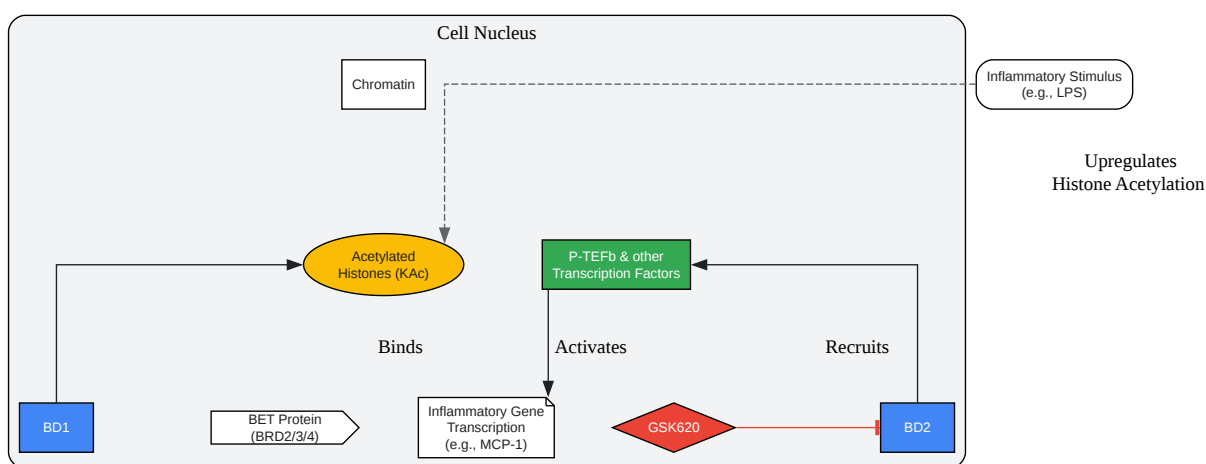 Cell Nucleus
Chromatin
Inflammatory Stimulus
(e.g., LPS)
Upregulates
Histone Acetylation
Acetylated
Histones (KAc)
P-TEFb & other
Transcription Factors
Binds
Activates
Recruits
BD1
BET Protein
(BRD2/3/4)
Inflammatory Gene
Transcription
(e.g., MCP-1)
GSK620
BD2